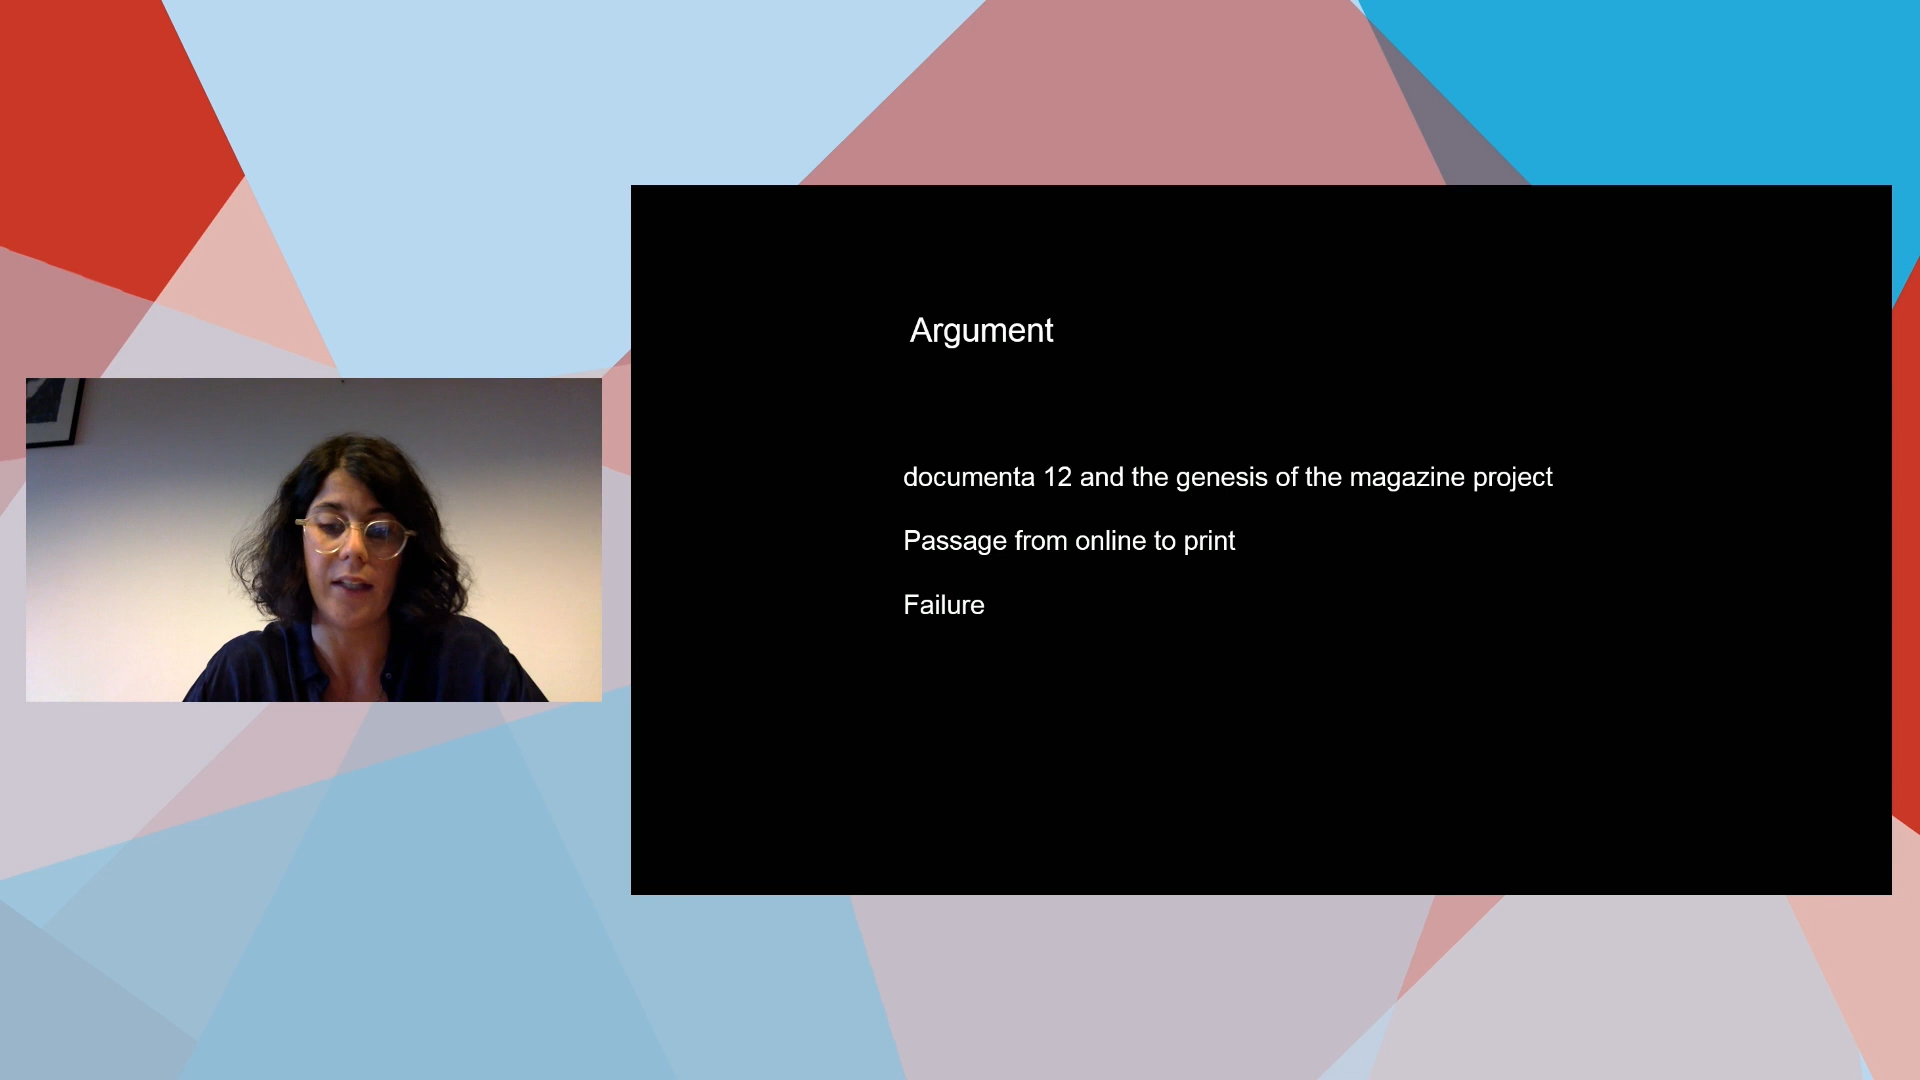 Argument
documenta 12 and the genesis of the magazine project
Passage from online to print
Failure